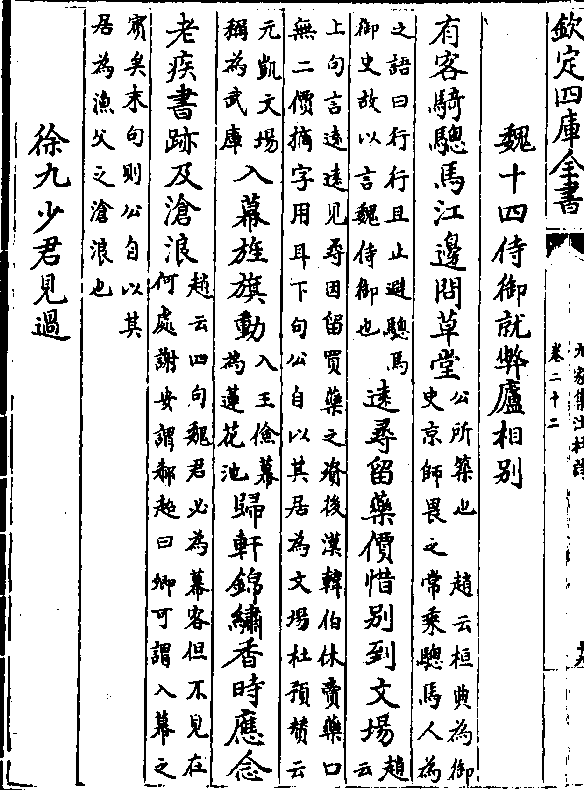 欽定四庫全書
九家集注杜詩
卷二十二
魏十四侍御就弊廬相別
有客騎驄馬江邊問草堂公所築也 趙云桓典為御史京師畏之常乘驄馬人為
之語曰行行且止避驄馬御史故以言魏侍御也遠尋留藥價惜別到文場趙云
上句言遠遠見尋因留買藥之資後漢韓伯休賣藥口無二價摘字用耳下句公自以其居為文場杜預贊云
元凱文場稱為武庫入幕旌旗動入王儉幕為蓮花池歸軒錦繡香時應念
老疾書跡及滄浪趙云四句魏君必為幕客但不見在何處謝安謂郗超曰卿可謂入幕之
賓矣末句則公自以其居為漁父之滄浪也
徐九少君見過